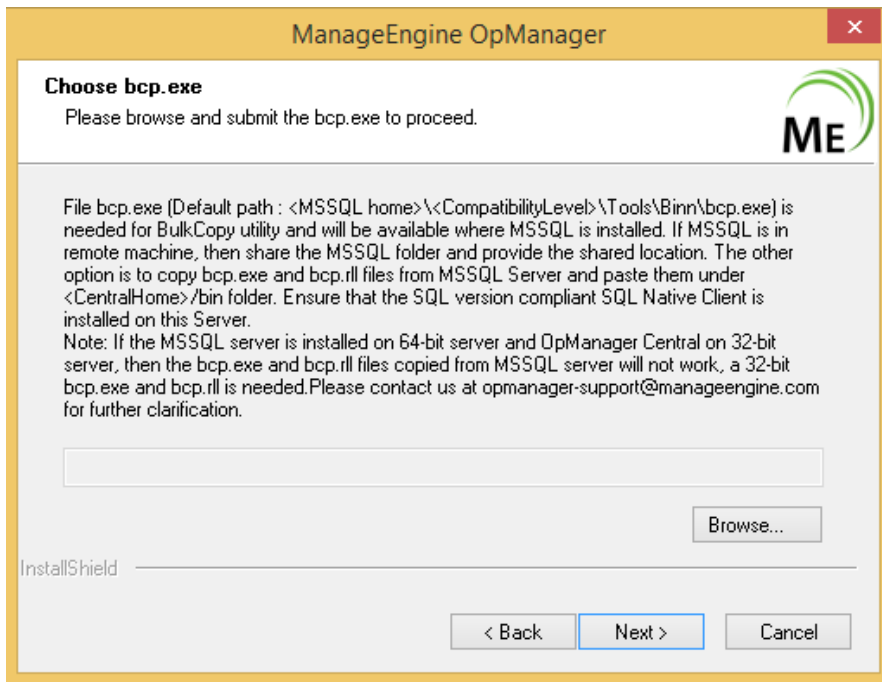 ManageEngine OpManager
Choose bcp.exe
Please browse and submit the bcp.exe to proceed.
ME
File bcp.exe (Default path : <MSSQL home>\<CompatibilityLevel>\Tools\Binn\bcp.exe) is
needed for BulkCopy utility and will be available where MSSQL is installed. If MSSQL is in
remote machine, then share the MSSQL folder and provide the shared location. The other
option is to copy bcp.exe and bcp.rll files from MSSQL Server and paste them under
<CentralHome>/bin folder. Ensure that the SQL version compliant SQL Native Client is
installed on this Server.
Note: If the MSSQL server is installed on 64-bit server and OpManager Central on 32-bit
server, then the bcp.exe and bcp.rll files copied from MSSQL server will not work, a 32-bit
bcp.exe and bcp.rll is needed.Please contact us at opmanager-support@manageengine.com
for further clarification.
Browse...
InstallShield
< Back
Next >
Cancel